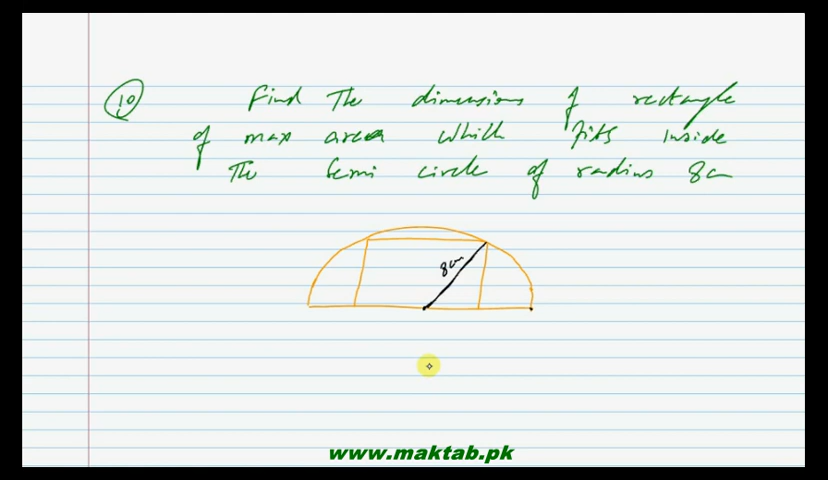 10 Find The dimensions of rectangle
of max area which fits inside
The semi circle of radius 8cm
8cm
www.maktab.pk